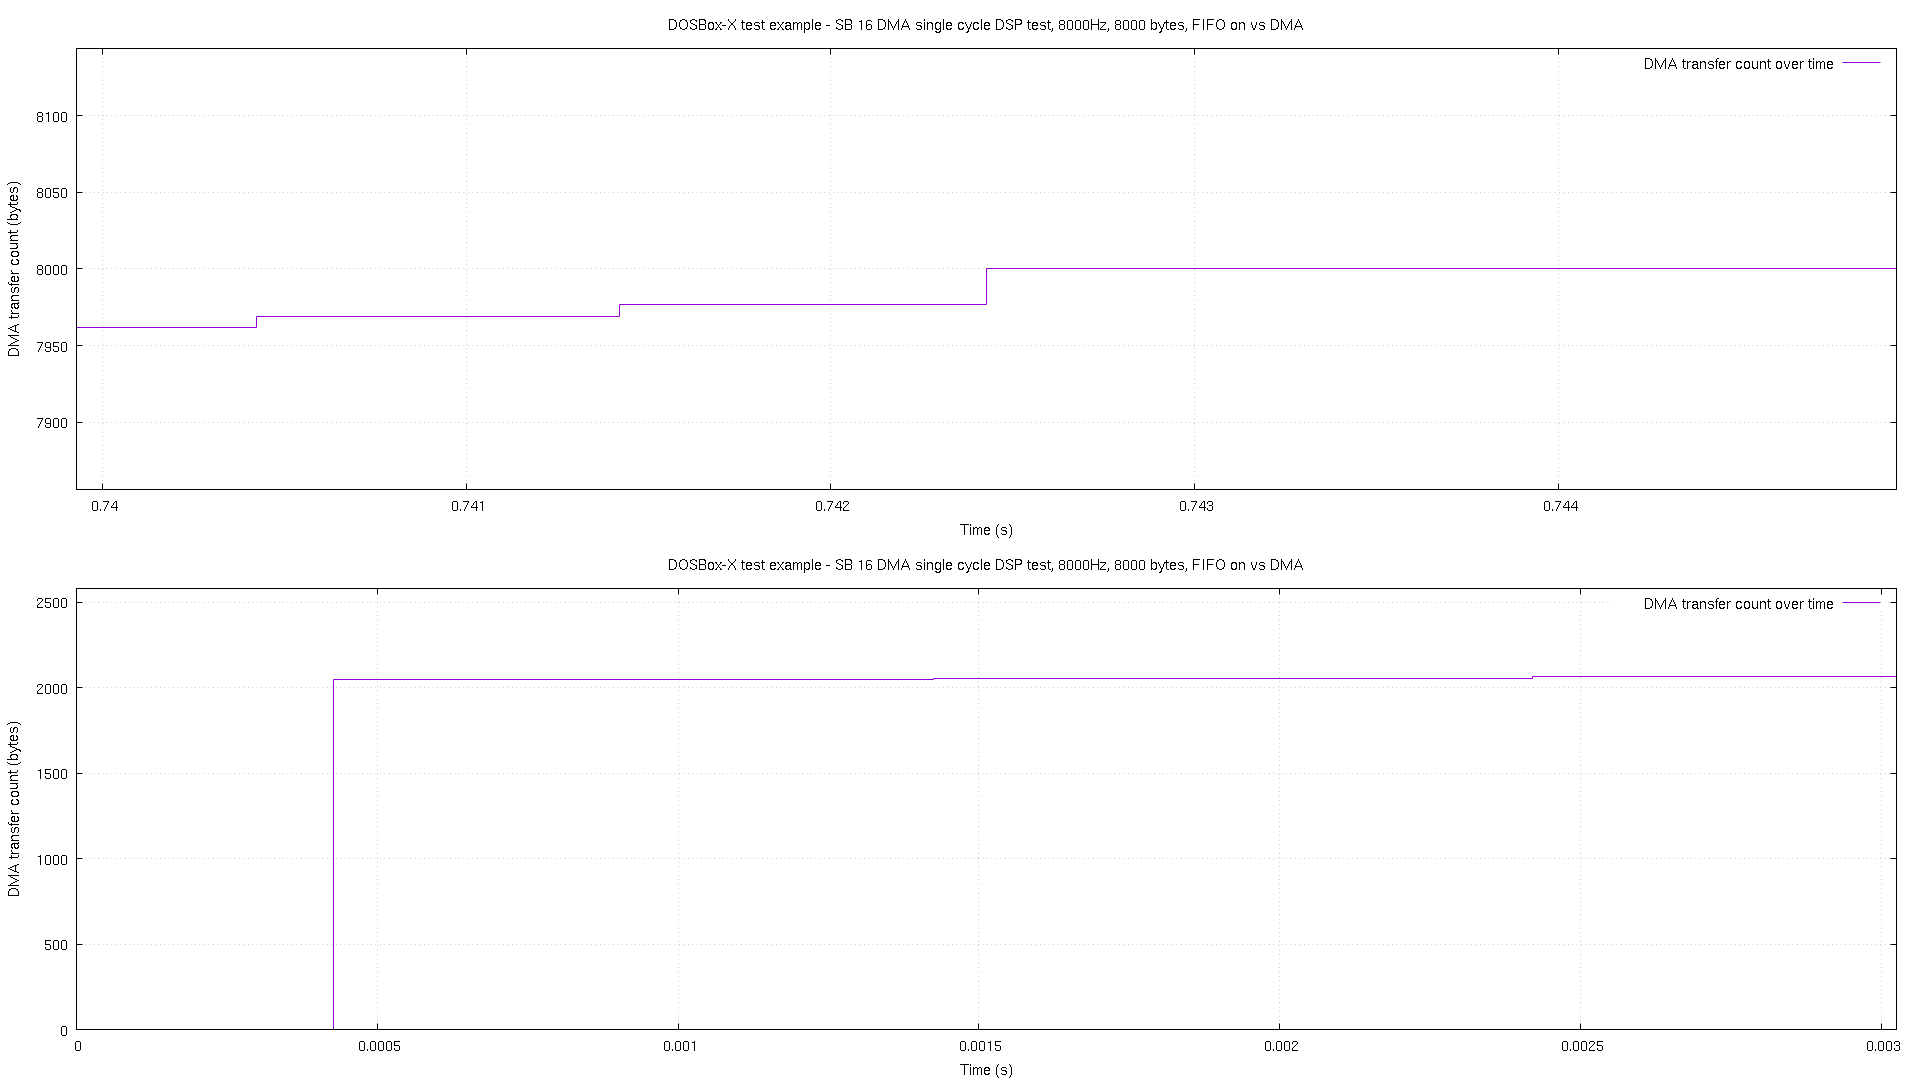 DOSBox-X test example - SB 16 DMA single cycle DSP test, 8000Hz, 8000 bytes, FIFO on vs DMA
DMA transfer count over time
DMA transfer count (bytes)
8100
8050
8000
7950
7900
0.74 0.741 0.742 0.743 0.744
Time (s)
DOSBox-X test example - SB 16 DMA single cycle DSP test, 8000Hz, 8000 bytes, FIFO on vs DMA
DMA transfer count over time
DMA transfer count (bytes)
2500
2000
1500
1000
500
0
0 0.0005 0.001 0.0015 0.002 0.0025 0.003
Time (s)